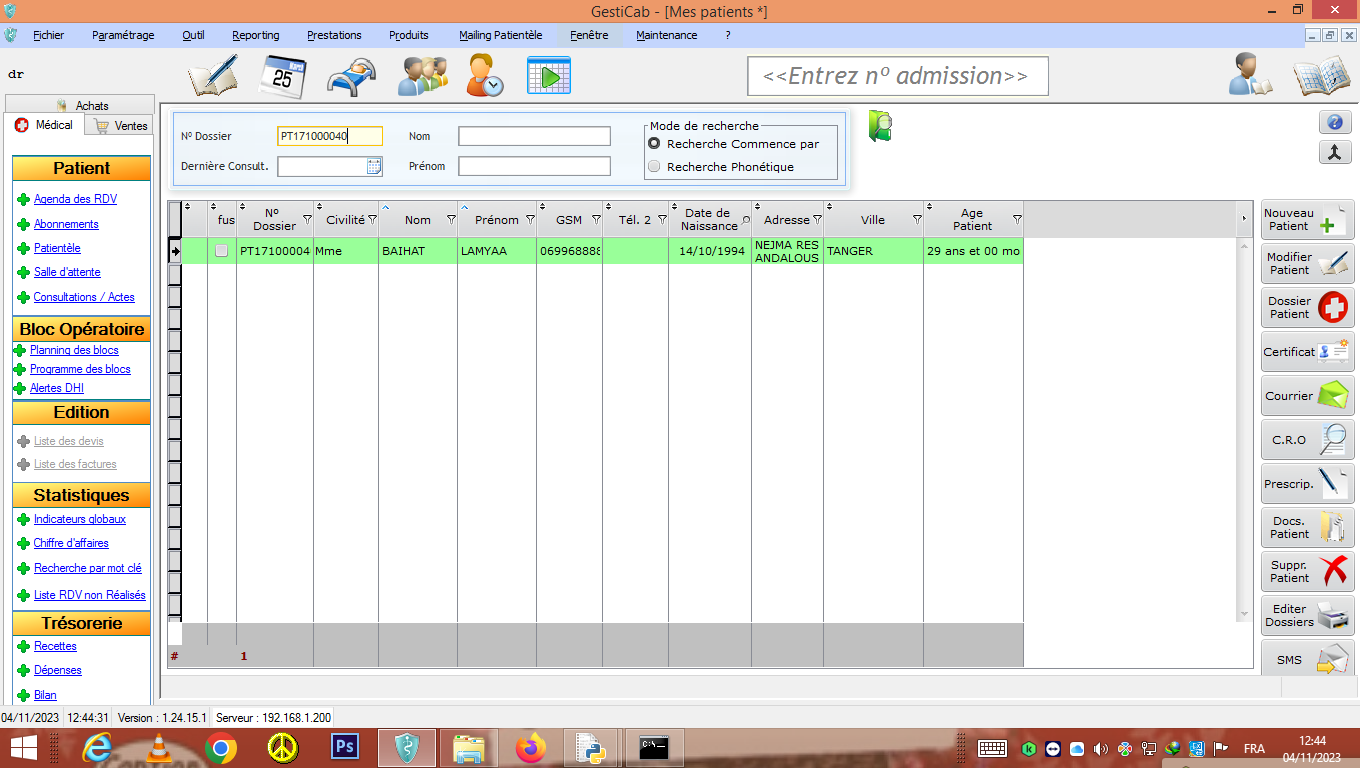 GestiCab - [Mes patients *]
Fichier Paramétrage Outil Reporting Prestations Produits Mailing Patientèle Fenêtre Maintenance ?
dr
25
<<Entrez n° admission>>
Achats
Médical Ventes
Patient
Agenda des RDV
Abonnements
Patientèle
Salle d'attente
Consultations / Actes
Bloc Opératoire
Planning des blocs
Programme des blocs
Alertes DHI
Edition
Liste des devis
Liste des factures
Statistiques
Indicateurs globaux
Chiffre d'affaires
Recherche par mot clé
Liste RDV non Réalisés
Trésorerie
Recettes
Dépenses
Bilan
N° Dossier PT171000040 Nom
Dernière Consult. Prénom
Mode de recherche
Recherche Commence par
Recherche Phonétique
fus N° Dossier Civilité Nom Prénom GSM Tél. 2 Date de Naissance Adresse Ville Age Patient
PT17100004 Mme BAIHAT LAMYAA 069968888 14/10/1994 NEJMA RES ANDALOUS TANGER 29 ans et 00 mo
# 1
Nouveau Patient
Modifier Patient
Dossier Patient
Certificat
Courrier
C.R.O
Prescrip.
Docs. Patient
Suppr. Patient
Editer Dossiers
SMS
04/11/2023 12:44:31 Version : 1.24.15.1 Serveur : 192.168.1.200
Ps
C:\
FRA
12:44
04/11/2023